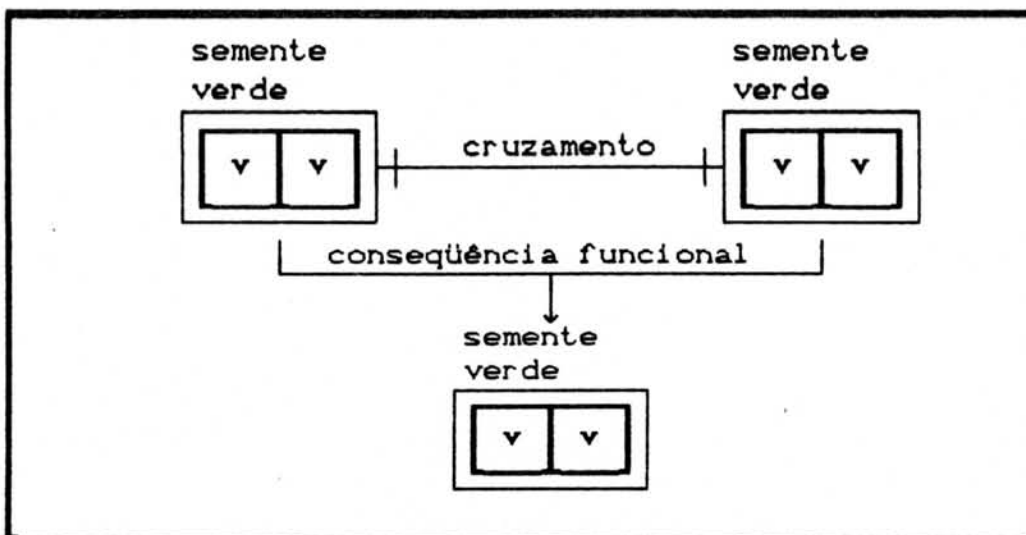 semente
verde
semente
verde
v v
cruzamento
v v
conseqüência funcional
semente
verde
v v